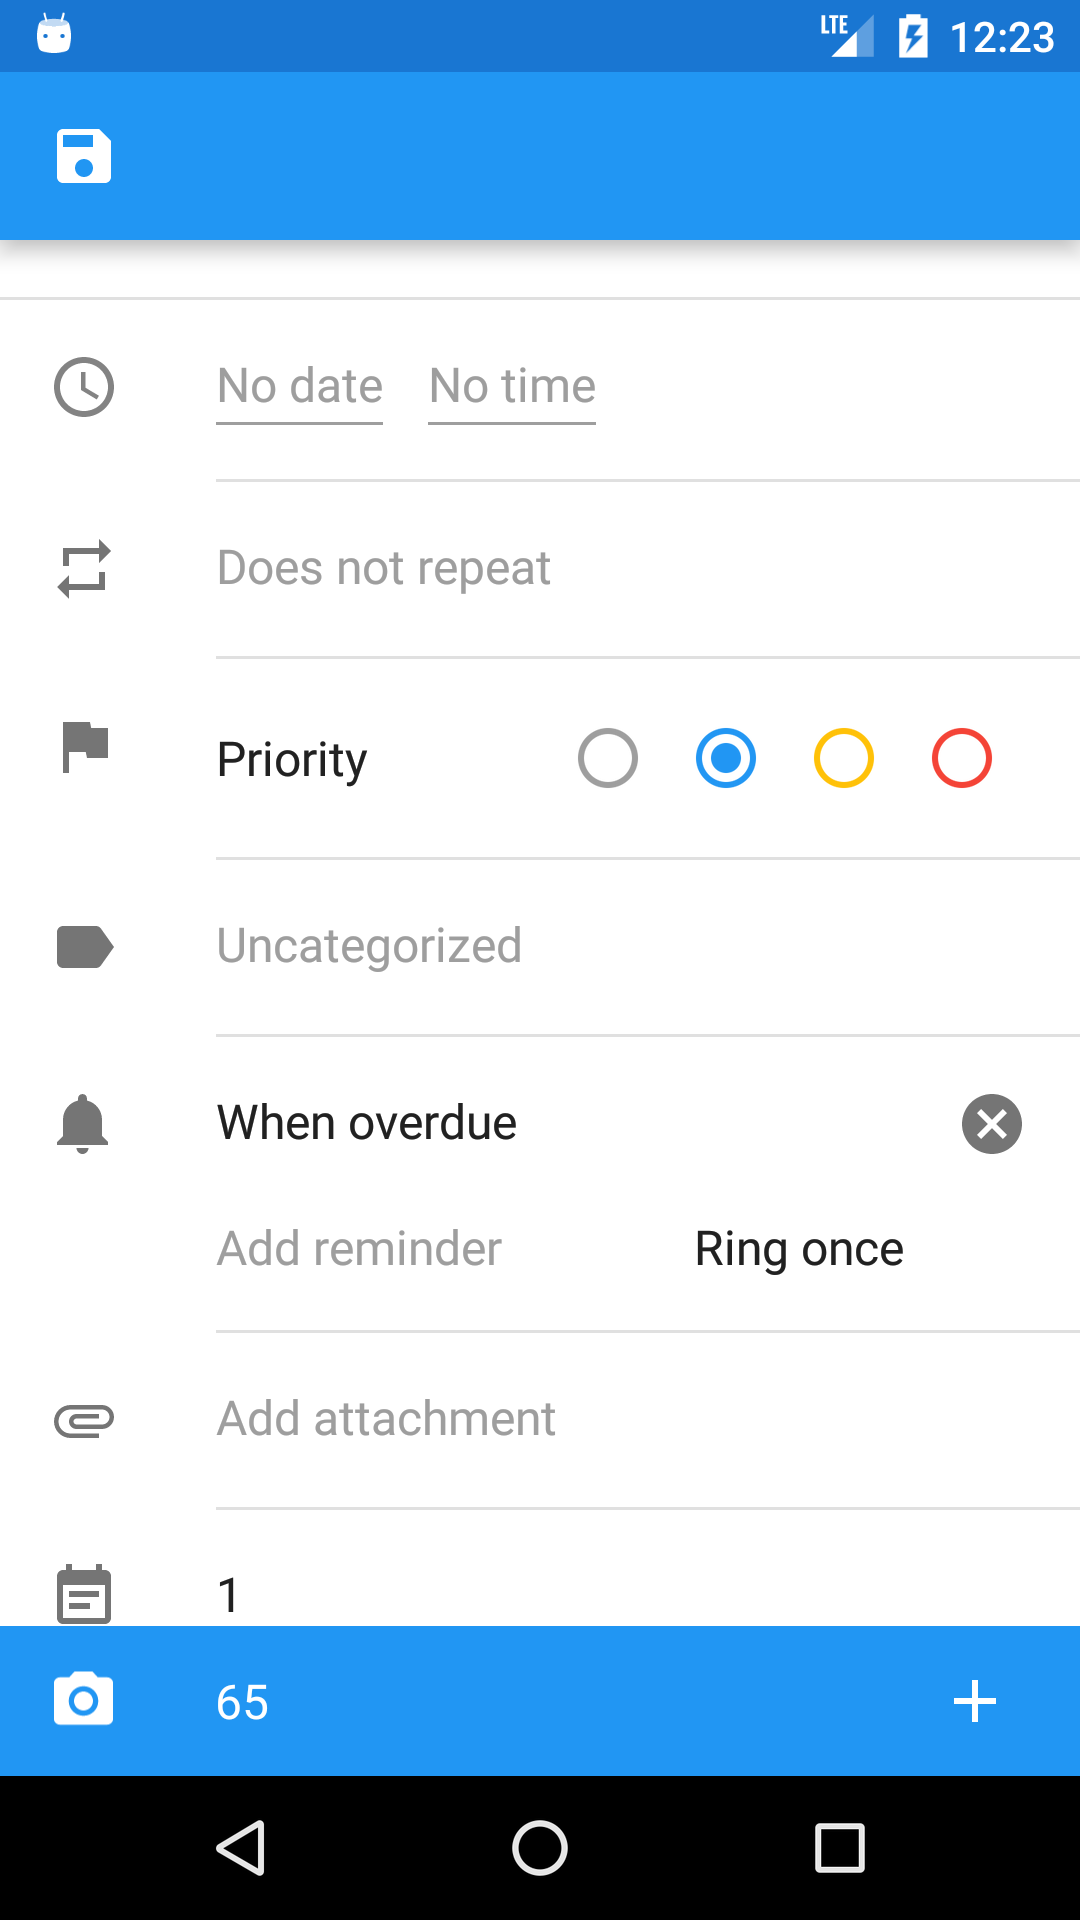 LTE 12:23
No date No time
Does not repeat
Priority
Uncategorized
When overdue
Add reminder Ring once
Add attachment
1
65